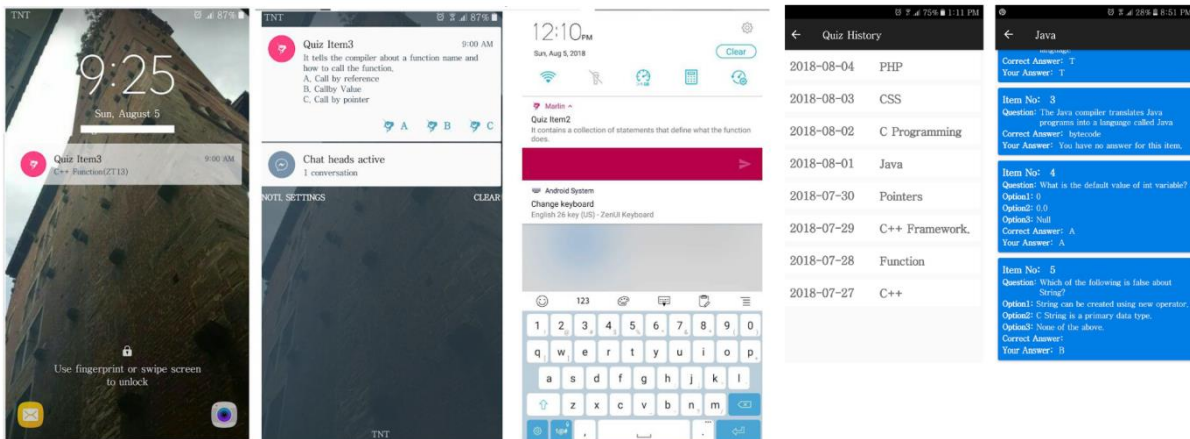 TNT
87%
9:25
Sun, August 5
Quiz Item3 9:00 AM
C++ Function(ZT13)
Use fingerprint or swipe screen
to unlock
TNT
87%
Quiz Item3 9:00 AM
It tells the compiler about a function name and
how to call the function.
A. Call by reference
B. Callby Value
C. Call by pointer
A B C
Chat heads active
1 conversation
NOTI. SETTINGS CLEAR
TNT
12:10 PM
Sun, Aug 5, 2018 Clear
Marlin
Quiz Item2
It contains a collection of statements that define what the function
does.
Android System
Change keyboard
English 26 key (US) - ZenUI Keyboard
123
1 2 3 4 5 6 7 8 9 0
q w e r t y u i o p
a s d f g h j k l
z x c v b n m
, .
75% 1:11 PM
Quiz History
2018-08-04 PHP
2018-08-03 CSS
2018-08-02 C Programming
2018-08-01 Java
2018-07-30 Pointers
2018-07-29 C++ Framework.
2018-07-28 Function
2018-07-27 C++
28% 8:51 PM
Java
language.
Correct Answer: T
Your Answer: T
Item No: 3
Question: The Java compiler translates Java
programs into a language called Java
Correct Answer: bytecode
Your Answer: You have no answer for this item.
Item No: 4
Question: What is the default value of int variable?
Option1: 0
Option2: 0.0
Option3: Null
Correct Answer: A
Your Answer: A
Item No: 5
Question: Which of the following is false about
String?
Option1: String can be created using new operator.
Option2: C String is a primary data type.
Option3: None of the above.
Correct Answer:
Your Answer: B